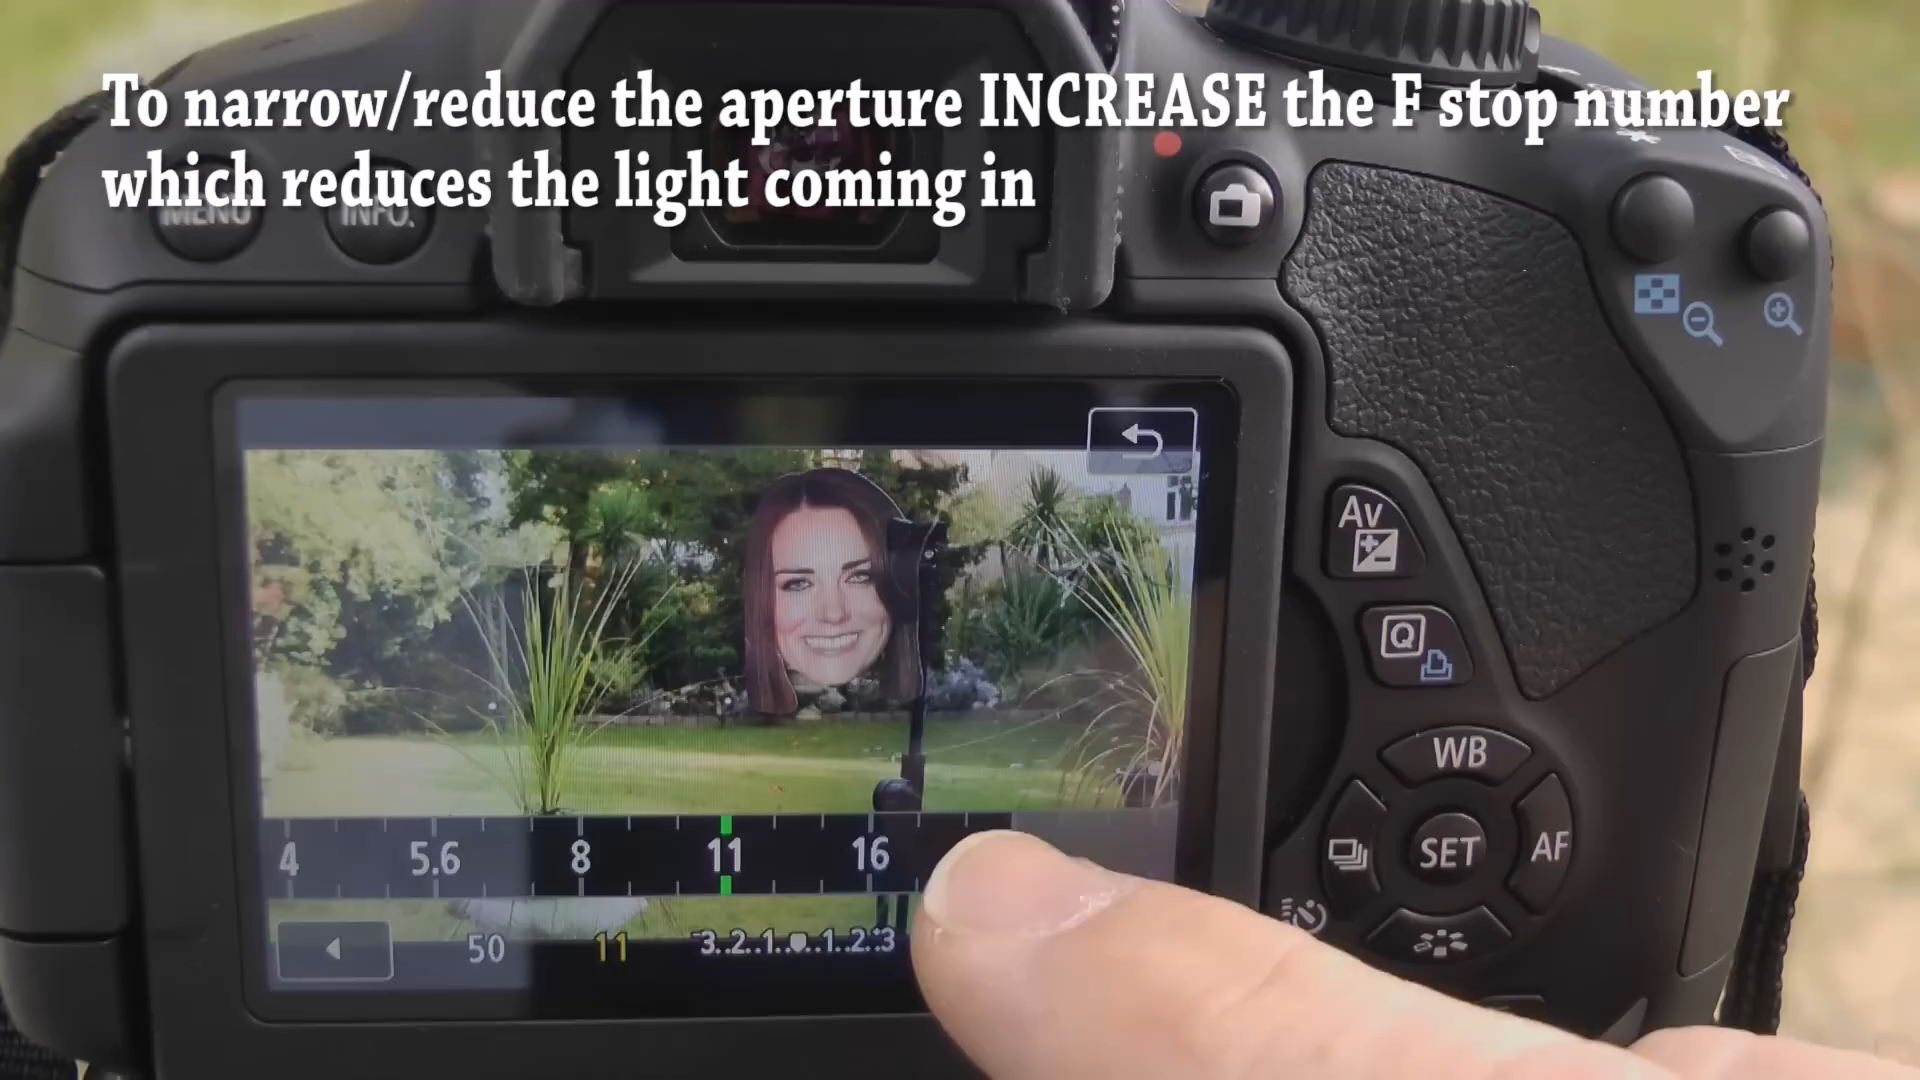 To narrow/reduce the aperture INCREASE the F stop number
which reduces the light coming in
MENU
INFO.
Av
Q
WB
4 5.6 8 11 16
SET
AF
50 11 -3..2..1..0..1..2..:3